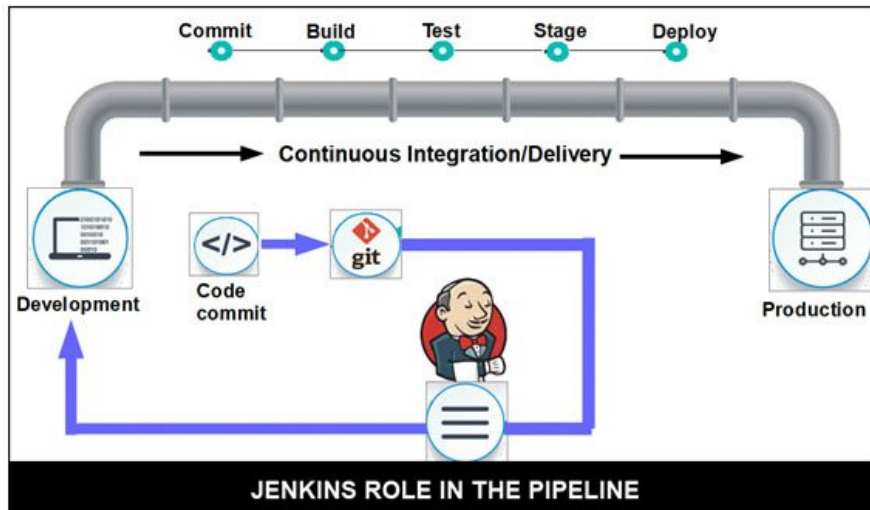 Commit Build Test Stage Deploy
Continuous Integration/Delivery
</>
git
Development
Code
commit
Production
JENKINS ROLE IN THE PIPELINE